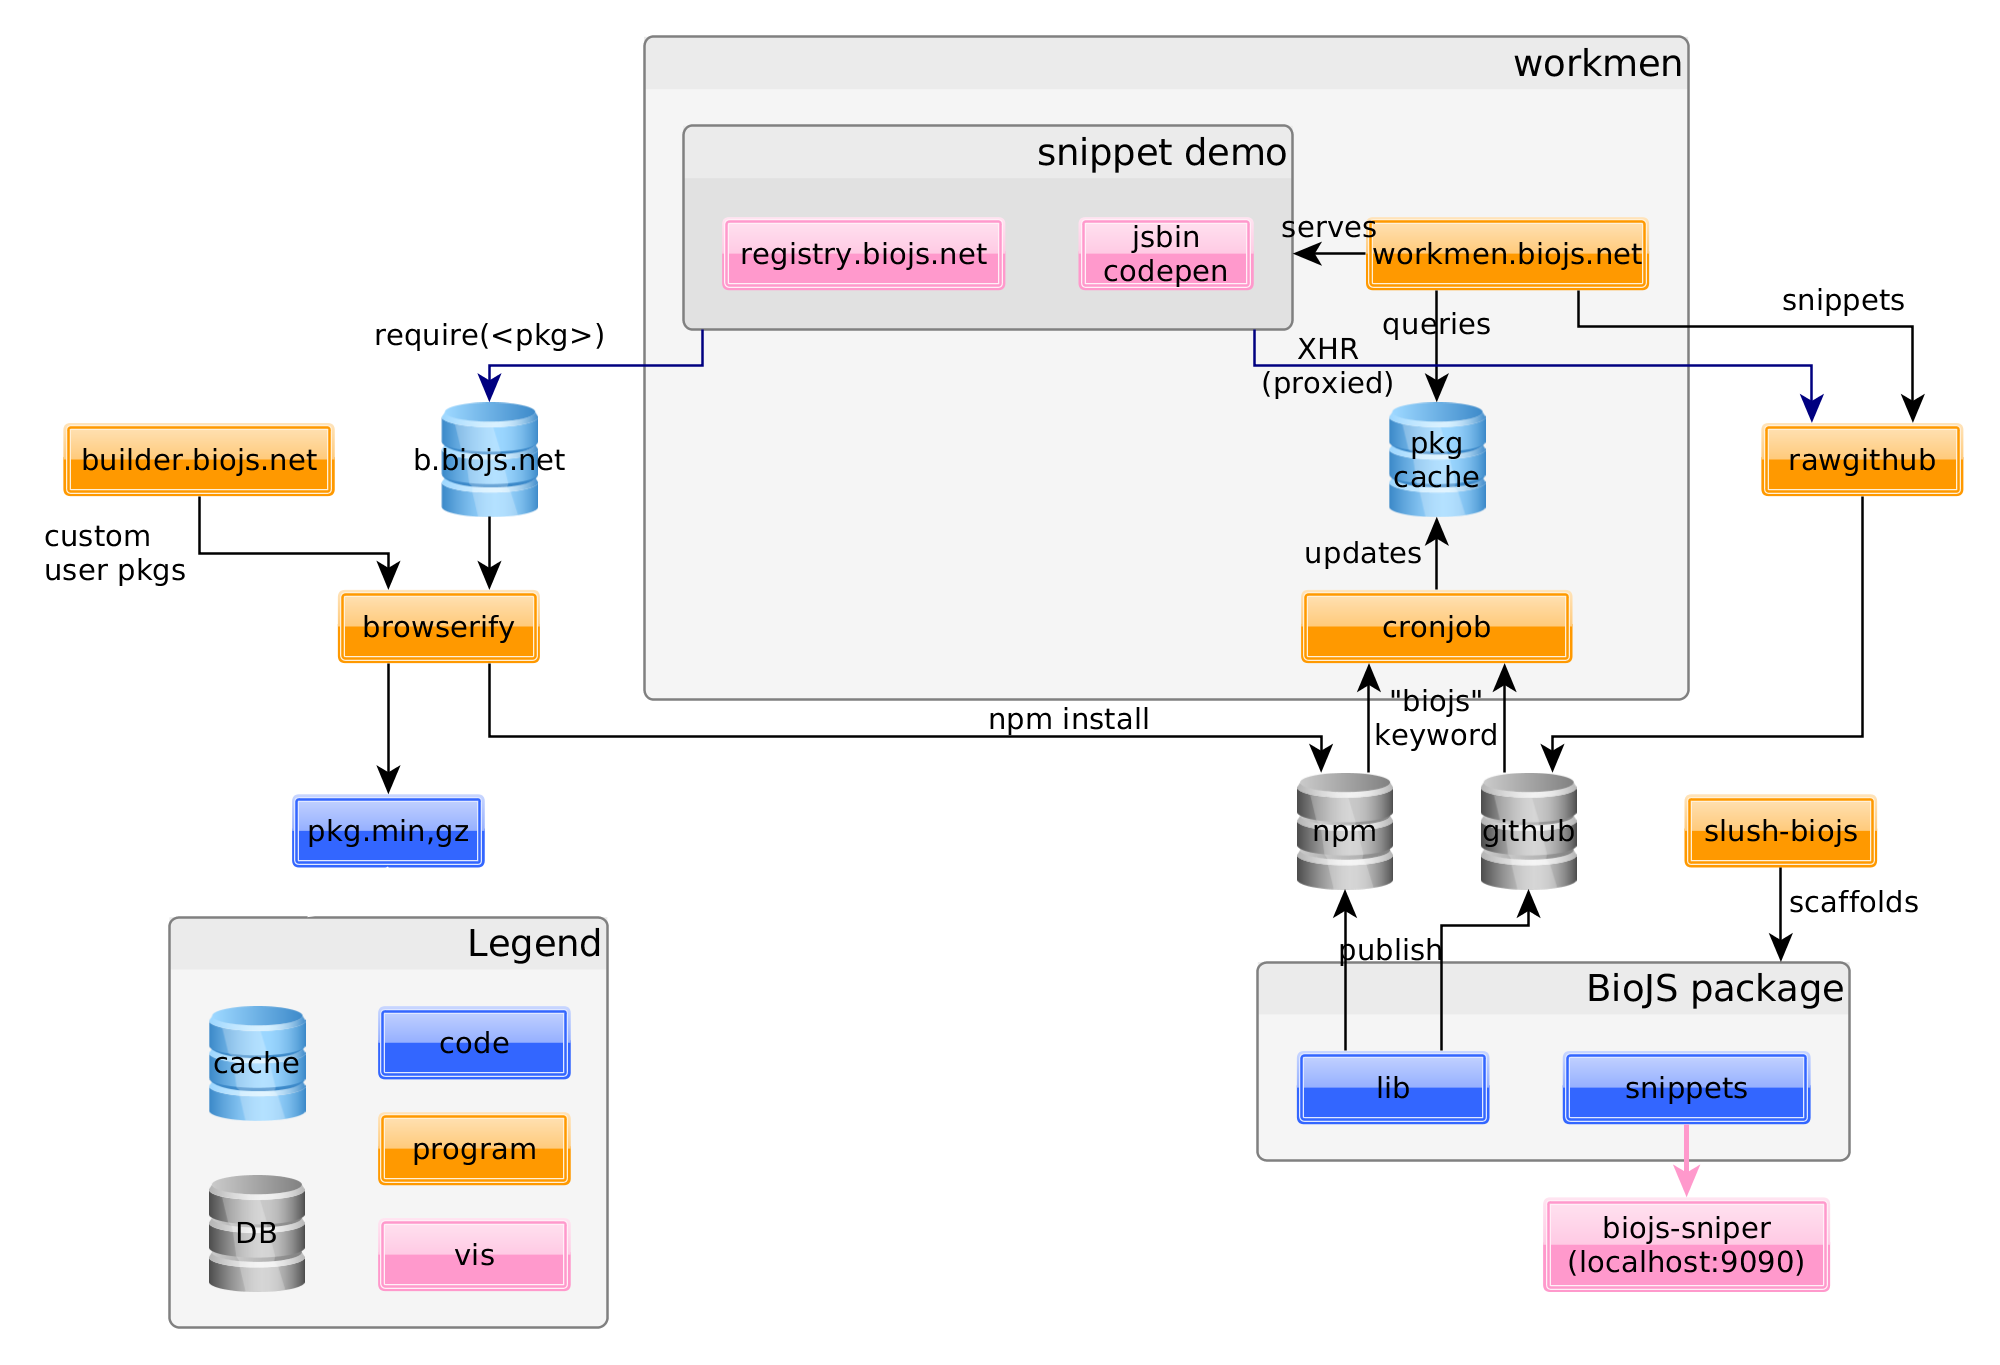 workmen
snippet demo
registry.biojs.net
jsbin
codepen
serves
workmen.biojs.net
snippets
require(<pkg>)
queries
XHR
(proxied)
builder.biojs.net
b.biojs.net
pkg
cache
rawgithub
custom
user pkgs
updates
browserify
cronjob
npm install
"biojs"
keyword
pkg.min,gz
npm
github
slush-biojs
scaffolds
publish
Legend
BioJS package
cache
code
lib
snippets
program
DB
vis
biojs-sniper
(localhost:9090)